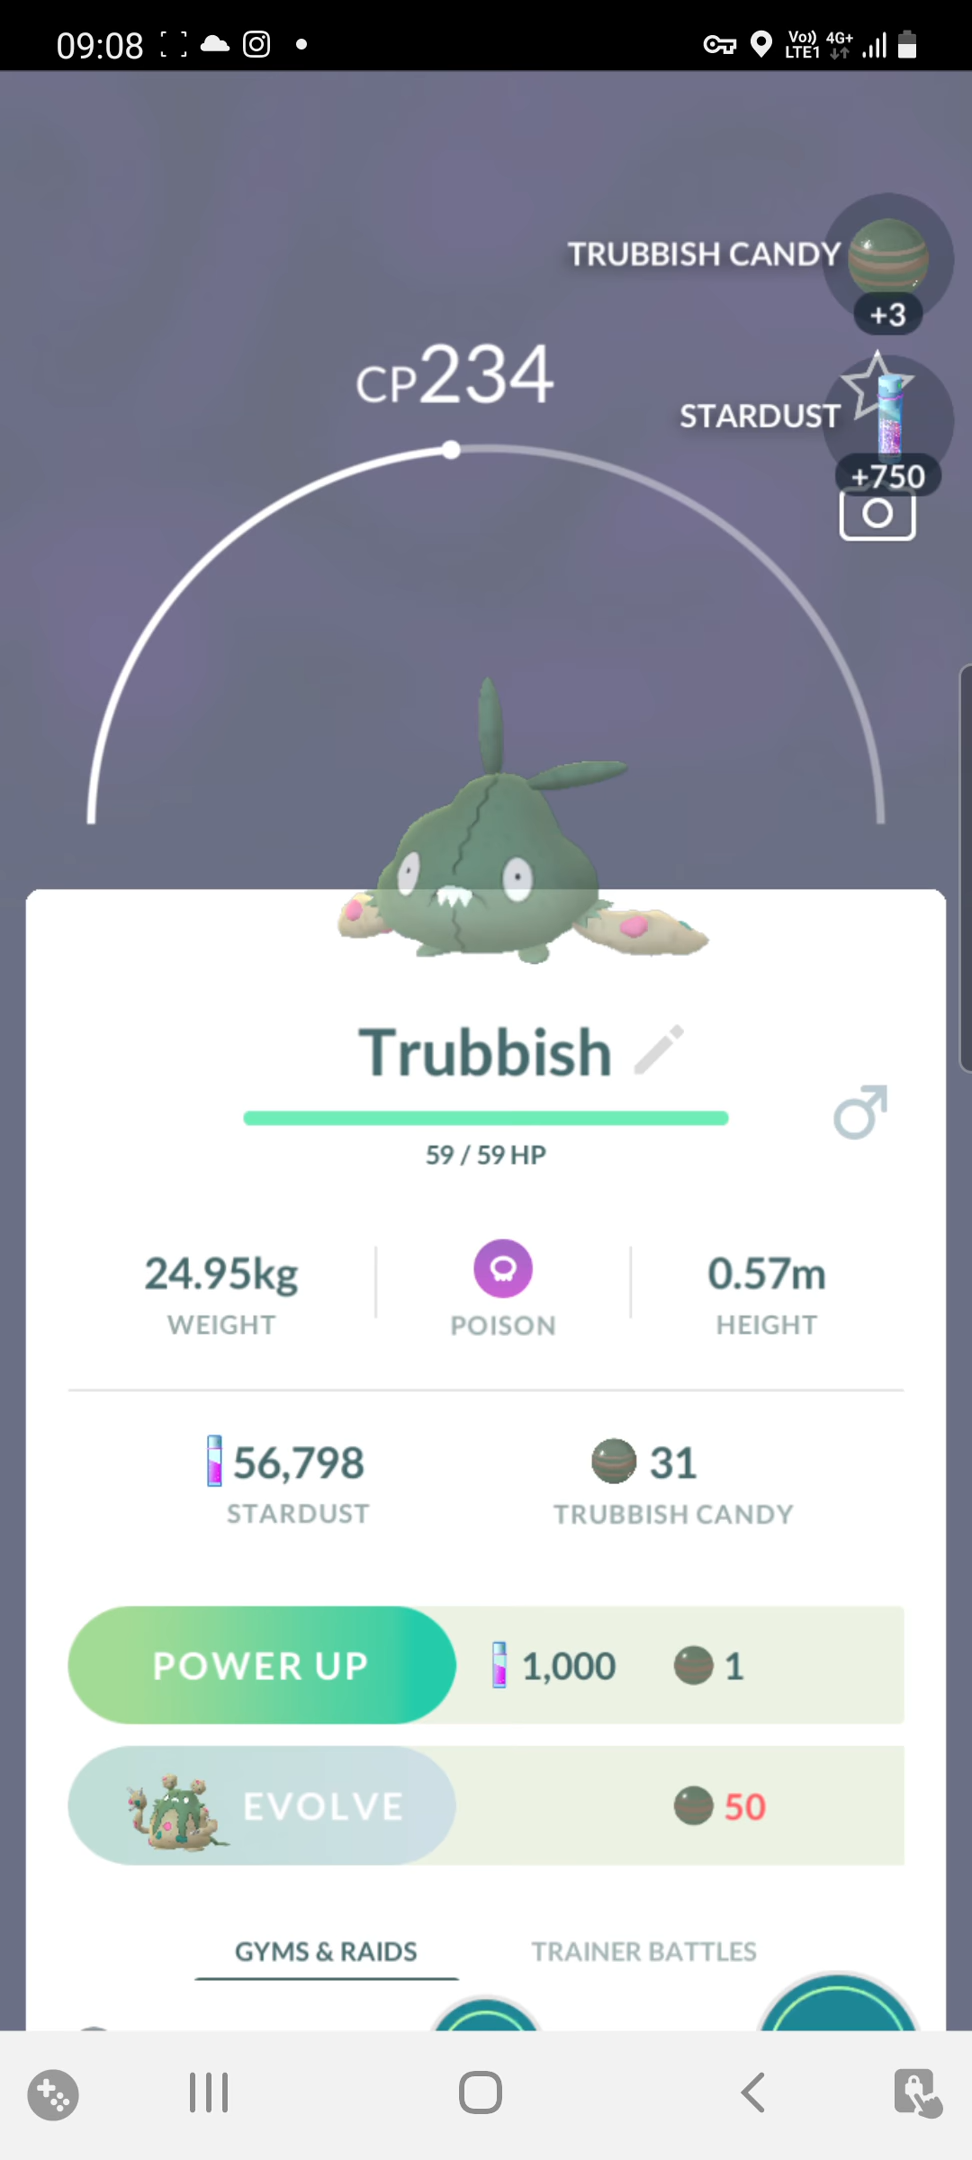 09:08
Vo)) 4G+
LTE1
TRUBBISH CANDY
+3
CP234
STARDUST
+750
Trubbish
59 / 59 HP
24.95kg
WEIGHT
POISON
0.57m
HEIGHT
56,798
STARDUST
31
TRUBBISH CANDY
POWER UP 1,000 1
EVOLVE 50
GYMS & RAIDS TRAINER BATTLES